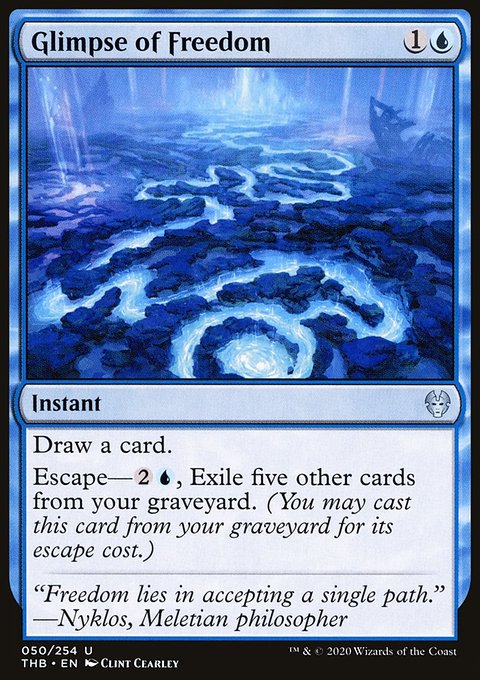 Glimpse of Freedom 1
Instant
Draw a card.
Escape—2, Exile five other cards
from your graveyard. (You may cast
this card from your graveyard for its
escape cost.)
“Freedom lies in accepting a single path.”
—Nyklos, Meletian philosopher
050/254 U
THB • EN Clint Cearley
™ & © 2020 Wizards of the Coast